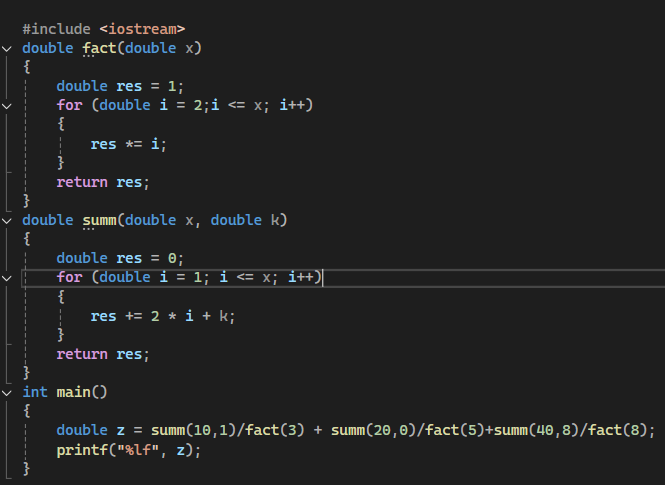 #include <iostream>
double fact(double x)
{
    double res = 1;
    for (double i = 2;i <= x; i++)
    {
        res *= i;
    }
    return res;
}
double summ(double x, double k)
{
    double res = 0;
    for (double i = 1; i <= x; i++)
    {
        res += 2 * i + k;
    }
    return res;
}
int main()
{
    double z = summ(10,1)/fact(3) + summ(20,0)/fact(5)+summ(40,8)/fact(8);
    printf("%lf", z);
}